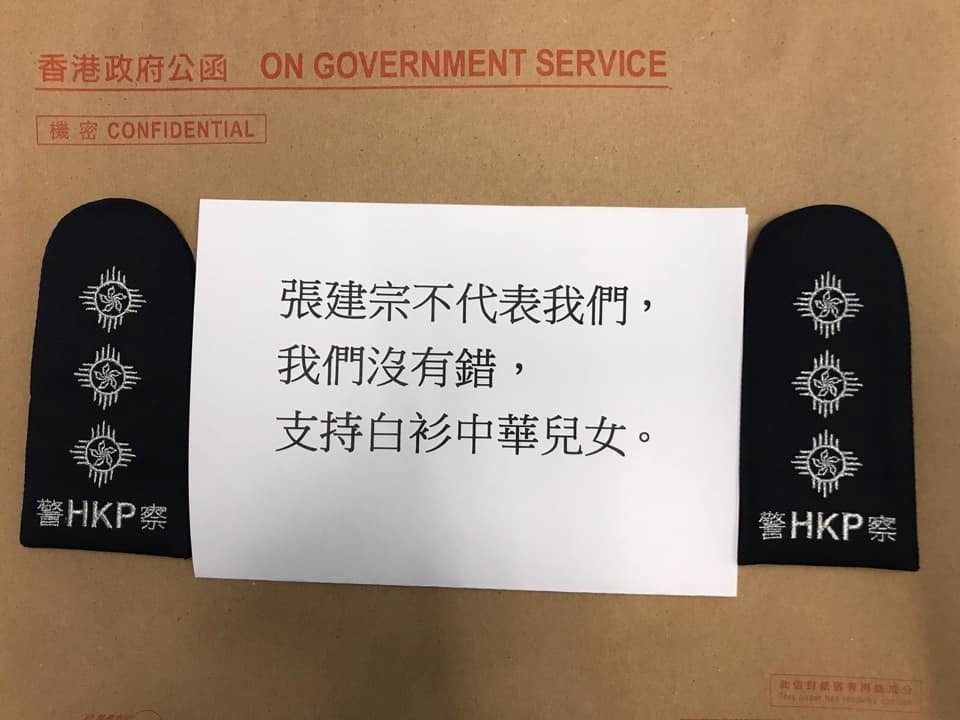 香港政府公函 ON GOVERNMENT SERVICE
機密 CONFIDENTIAL
張建宗不代表我們，
我們沒有錯，
支持白衫中華兒女。
警HKP察
警HKP察